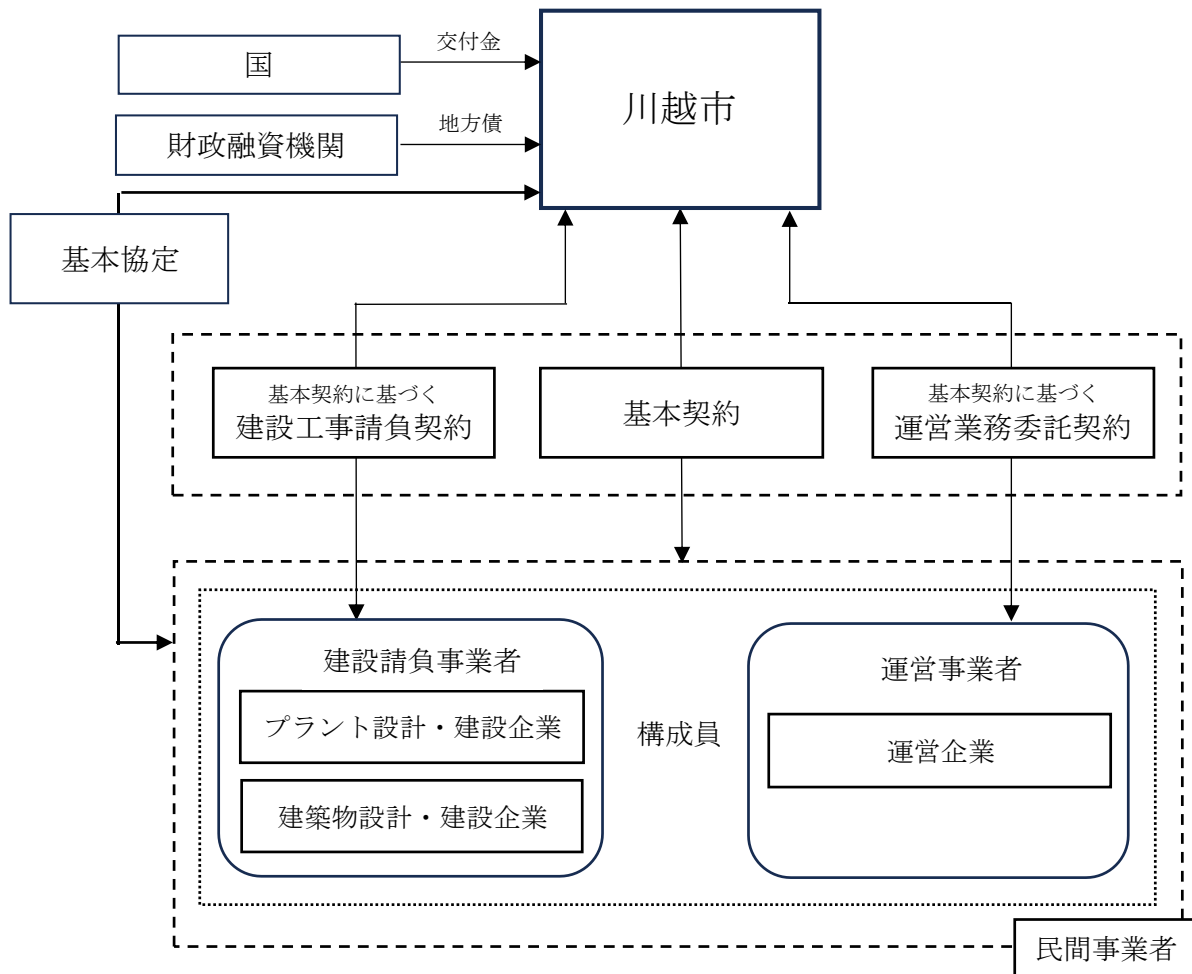 国
交付金
川越市
財政融資機関
地方債
基本協定
基本契約に基づく
建設工事請負契約
基本契約
基本契約に基づく
運営業務委託契約
建設請負事業者
プラント設計・建設企業
建築物設計・建設企業
構成員
運営事業者
運営企業
民間事業者